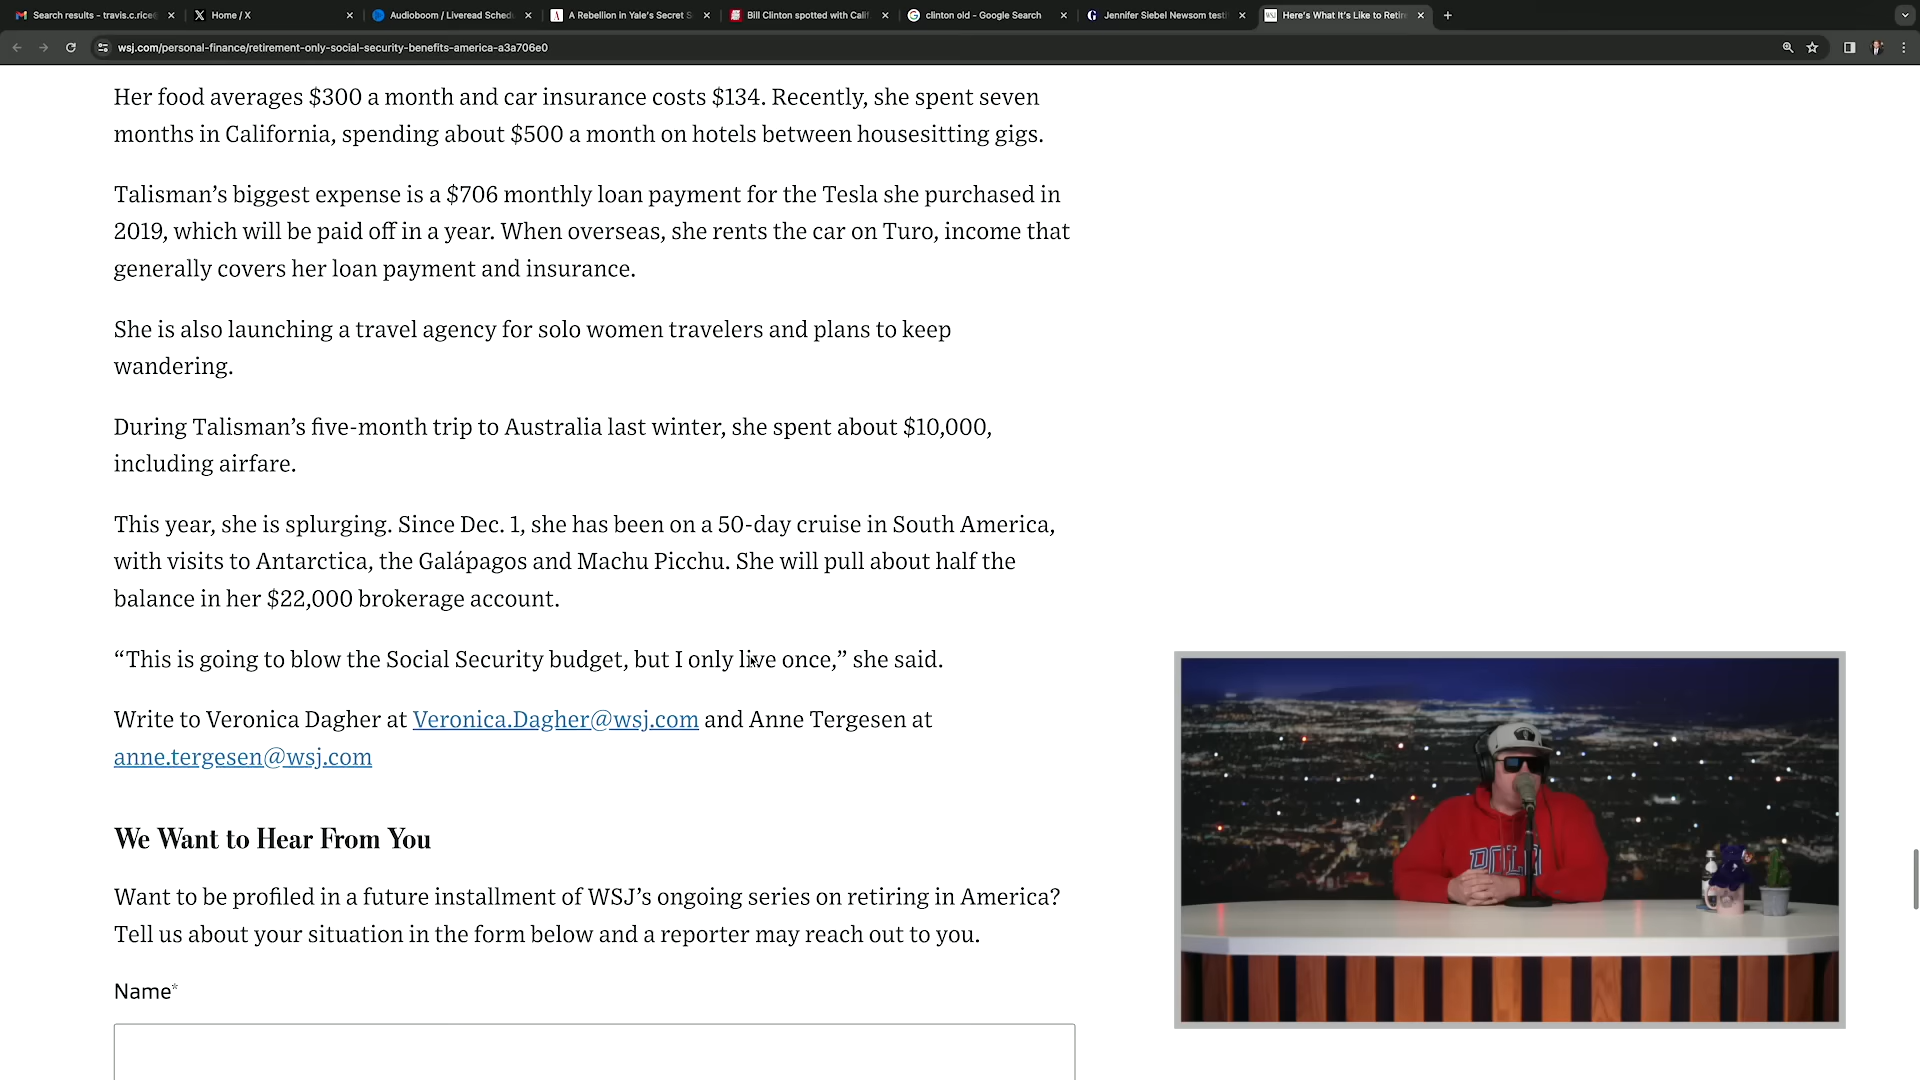 Search results - travis.c.rice
Home / X
Audioboom / Liveread Sched
A Rebellion in Yale's Secret S
Bill Clinton spotted with Calif
clinton old - Google Search
Jennifer Siebel Newsom testi
Here's What It's Like to Retir
wsj.com/personal-finance/retirement-only-social-security-benefits-america-a3a706e0
Her food averages $300 a month and car insurance costs $134. Recently, she spent seven
months in California, spending about $500 a month on hotels between housesitting gigs.
Talisman’s biggest expense is a $706 monthly loan payment for the Tesla she purchased in
2019, which will be paid off in a year. When overseas, she rents the car on Turo, income that
generally covers her loan payment and insurance.
She is also launching a travel agency for solo women travelers and plans to keep
wandering.
During Talisman’s five-month trip to Australia last winter, she spent about $10,000,
including airfare.
This year, she is splurging. Since Dec. 1, she has been on a 50-day cruise in South America,
with visits to Antarctica, the Galápagos and Machu Picchu. She will pull about half the
balance in her $22,000 brokerage account.
“This is going to blow the Social Security budget, but I only live once,” she said.
Write to Veronica Dagher at Veronica.Dagher@wsj.com and Anne Tergesen at
anne.tergesen@wsj.com
We Want to Hear From You
Want to be profiled in a future installment of WSJ’s ongoing series on retiring in America?
Tell us about your situation in the form below and a reporter may reach out to you.
Name*
POLO